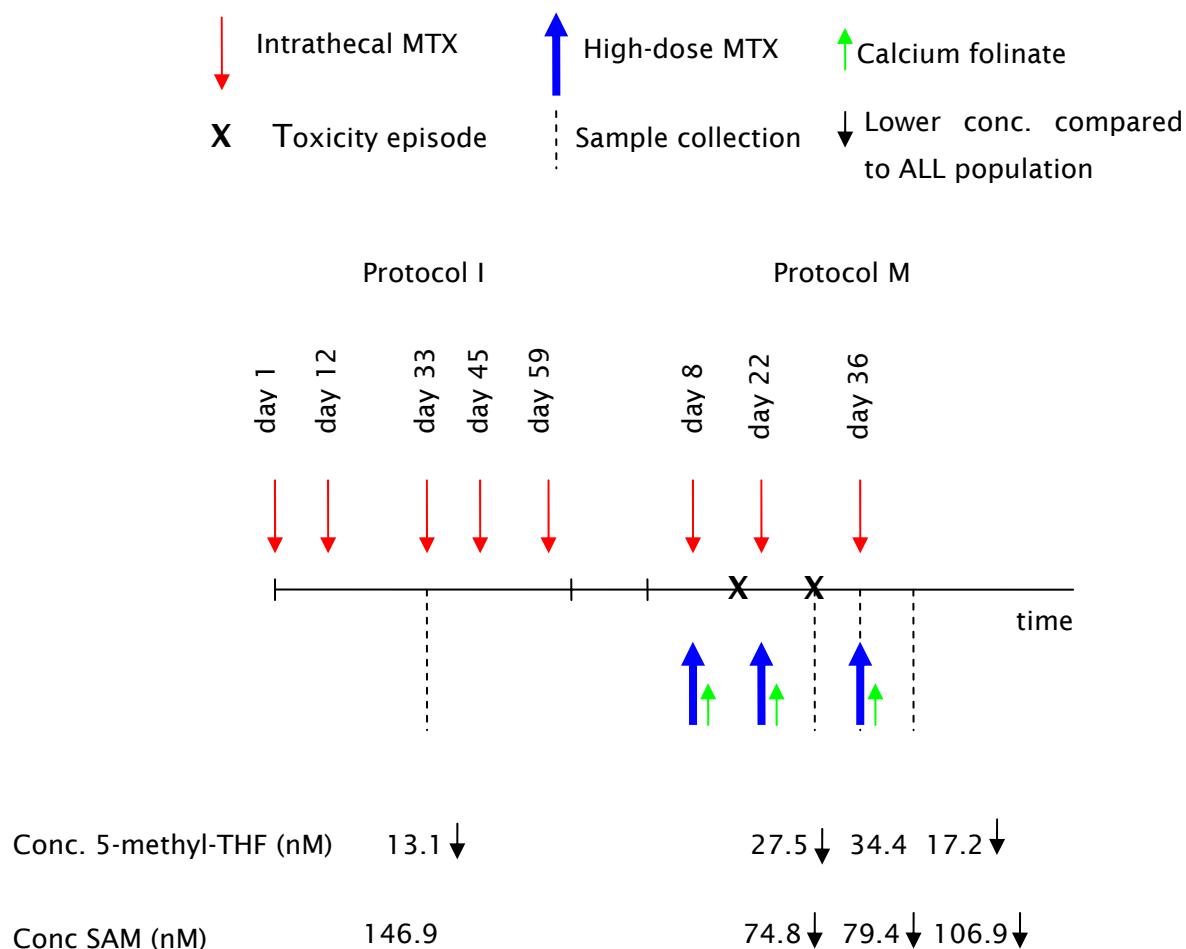 Intrathecal MTX
High-dose MTX
Calcium folinate
X Toxicity episode
Sample collection
Lower conc. compared
to ALL population
Protocol I
Protocol M
day 1
day 12
day 33
day 45
day 59
day 8
day 22
day 36
X X
time
Conc. 5-methyl-THF (nM) 13.1 27.5 34.4 17.2
Conc SAM (nM) 146.9 74.8 79.4 106.9